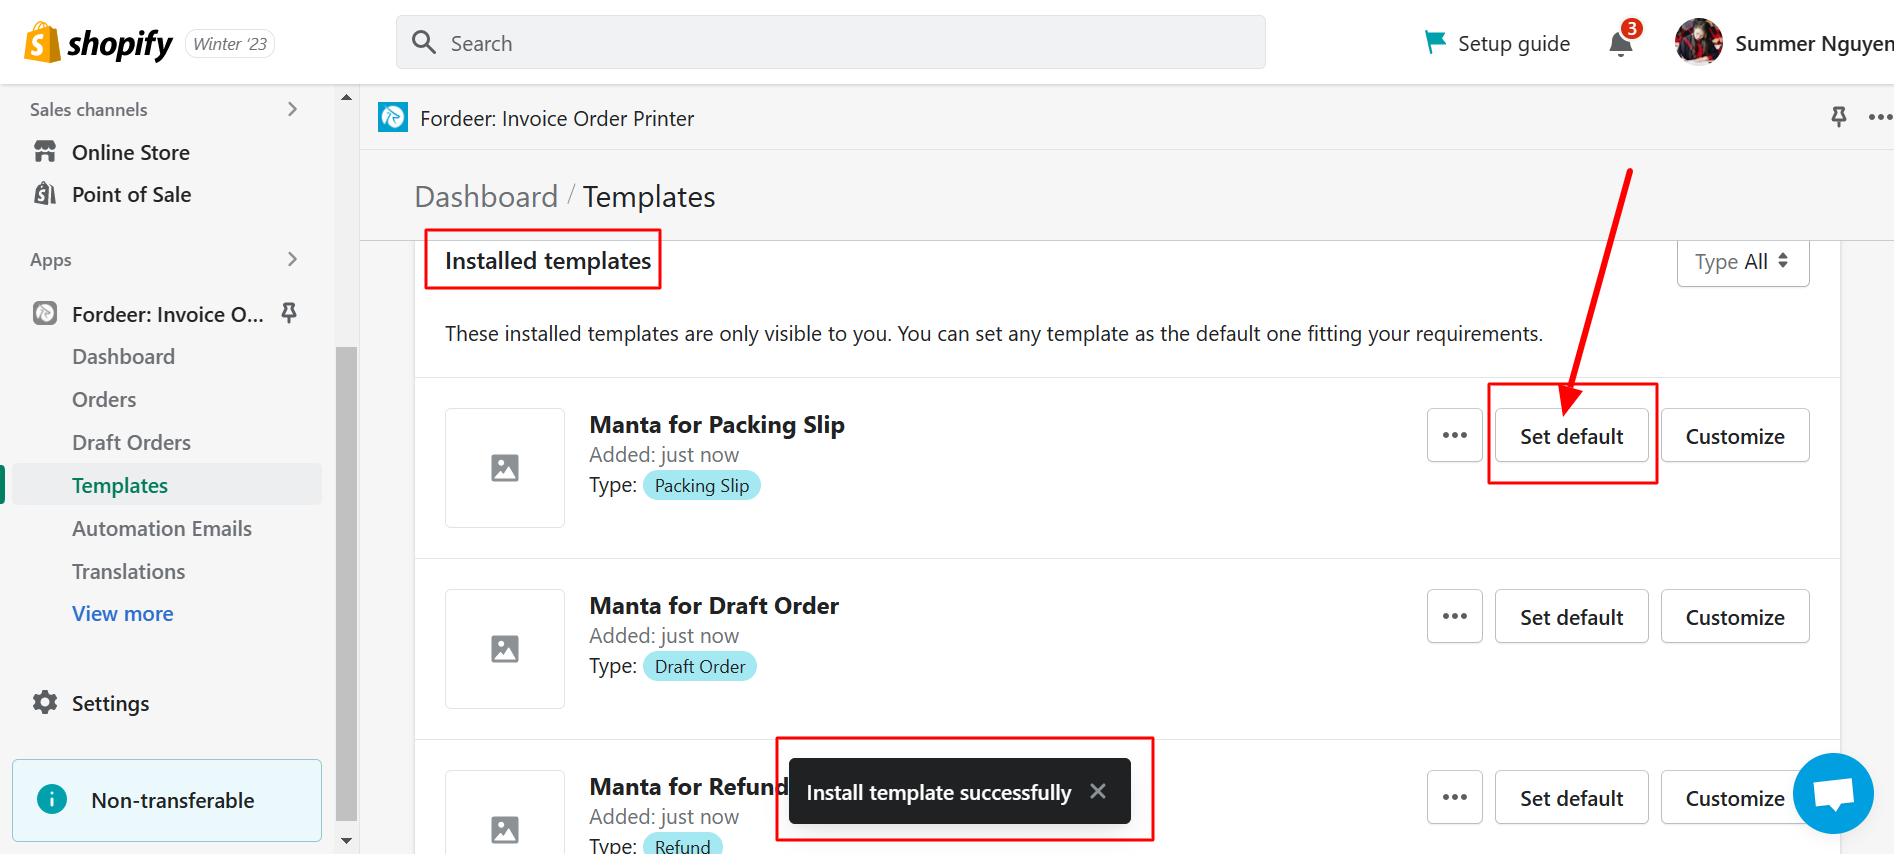 shopify Winter '23
Search
Setup guide
3
Summer Nguyen
Sales channels
Online Store
Point of Sale
Apps
Fordeer: Invoice O...
Dashboard
Orders
Draft Orders
Templates
Automation Emails
Translations
View more
Settings
Non-transferable
Fordeer: Invoice Order Printer
Dashboard / Templates
Installed templates
Type All
These installed templates are only visible to you. You can set any template as the default one fitting your requirements.
Manta for Packing Slip
Added: just now
Type: Packing Slip
Set default
Customize
Manta for Draft Order
Added: just now
Type: Draft Order
Set default
Customize
Manta for Refund
Added: just now
Type: Refund
Set default
Customize
Install template successfully